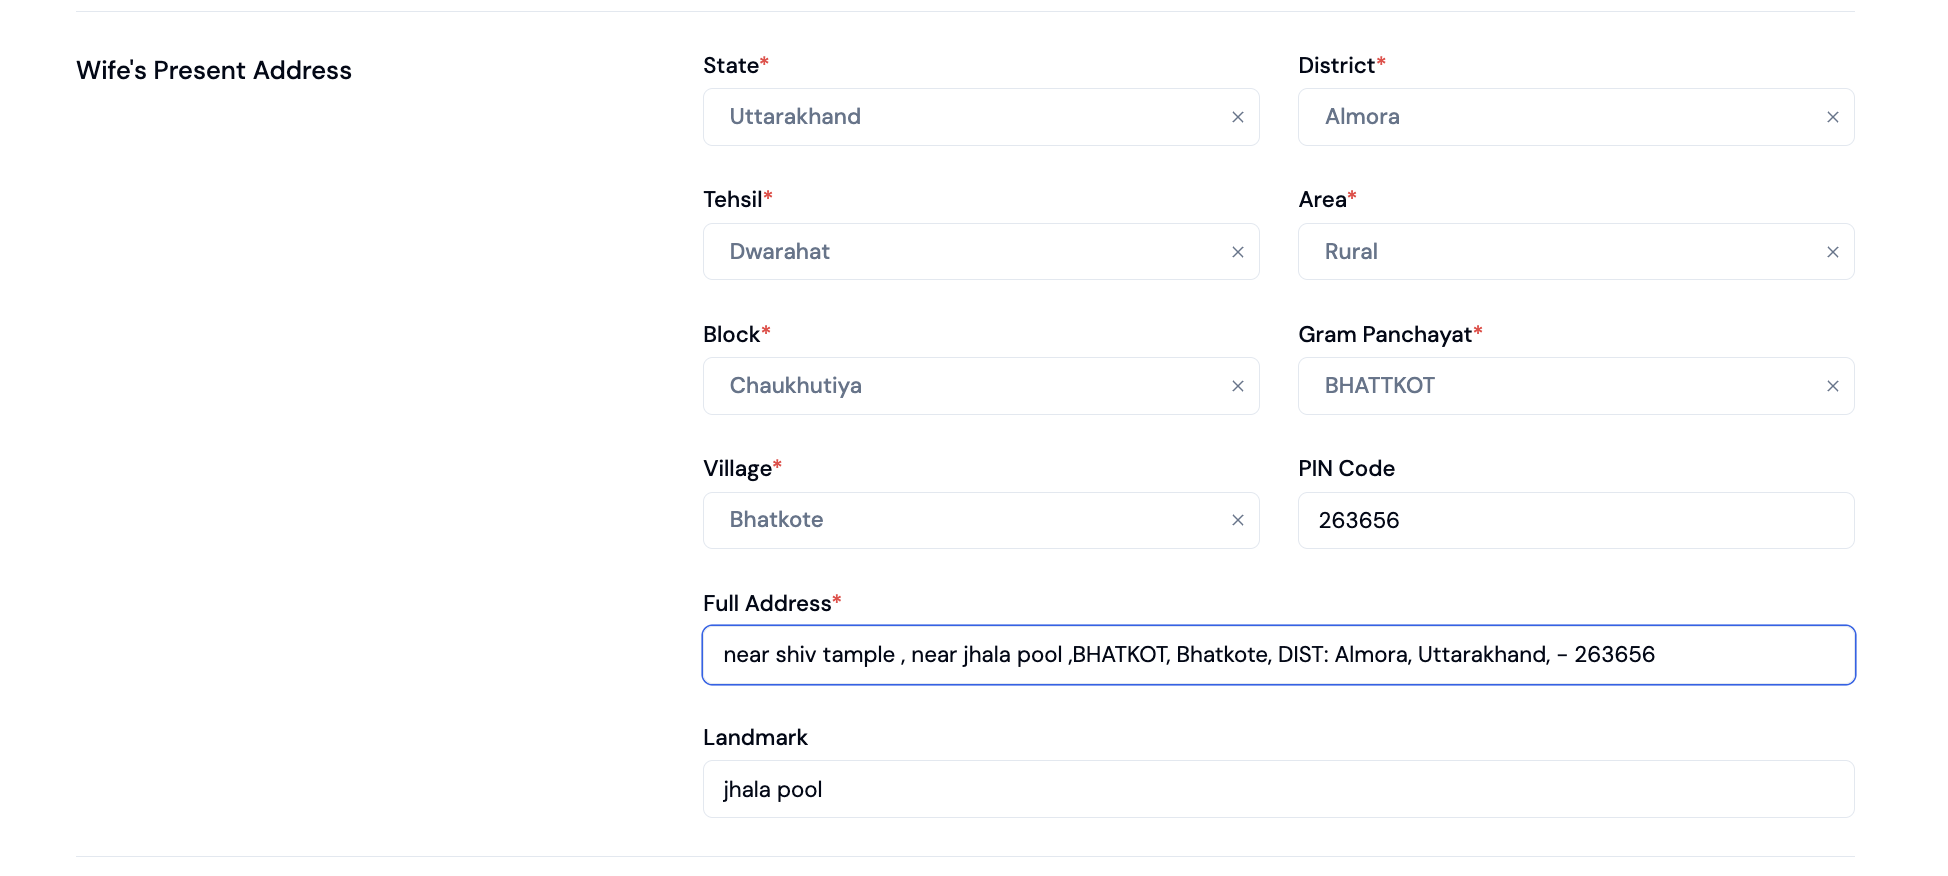 Wife's Present Address
State*
District*
Uttarakhand ×
Almora ×
Tehsil*
Area*
Dwarahat ×
Rural ×
Block*
Gram Panchayat*
Chaukhutiya ×
BHATTKOT ×
Village*
PIN Code
Bhatkote ×
263656
Full Address*
near shiv tample , near jhala pool ,BHATKOT, Bhatkote, DIST: Almora, Uttarakhand, - 263656
Landmark
jhala pool